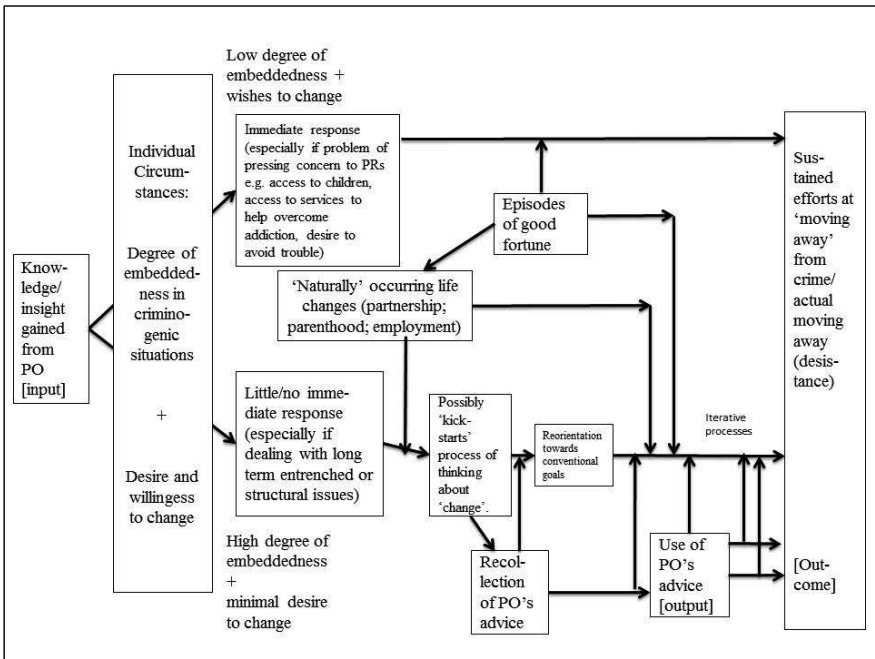 Know-
ledge/
insight
gained
from
PO
[input]
Individual
Circum-
stances:
Degree of
embedded-
ness in
crimino-
genic
situations
+
Desire and
willingess
to change
Low degree of
embeddedness +
wishes to change
Immediate response
(especially if problem of
pressing concern to PRs
e.g. access to children,
access to services to
help overcome
addiction, desire to
avoid trouble)
Episodes
of good
fortune
‘Naturally’ occurring life
changes (partnership;
parenthood; employment)
Little/no imme-
diate response
(especially if
dealing with long
term entrenched or
structural issues)
High degree of
embeddedness
+
minimal desire
to change
Possibly
‘kick-
starts’
process of
thinking
about
‘change’.
Reorientation
towards
conventional
goals
Recol-
lection
of PO’s
advice
Use of
PO’s
advice
[output]
Iterative
processes
Sus-
tained
efforts at
‘moving
away’
from
crime/
actual
moving
away
(desis-
tance)
[Out-
come]